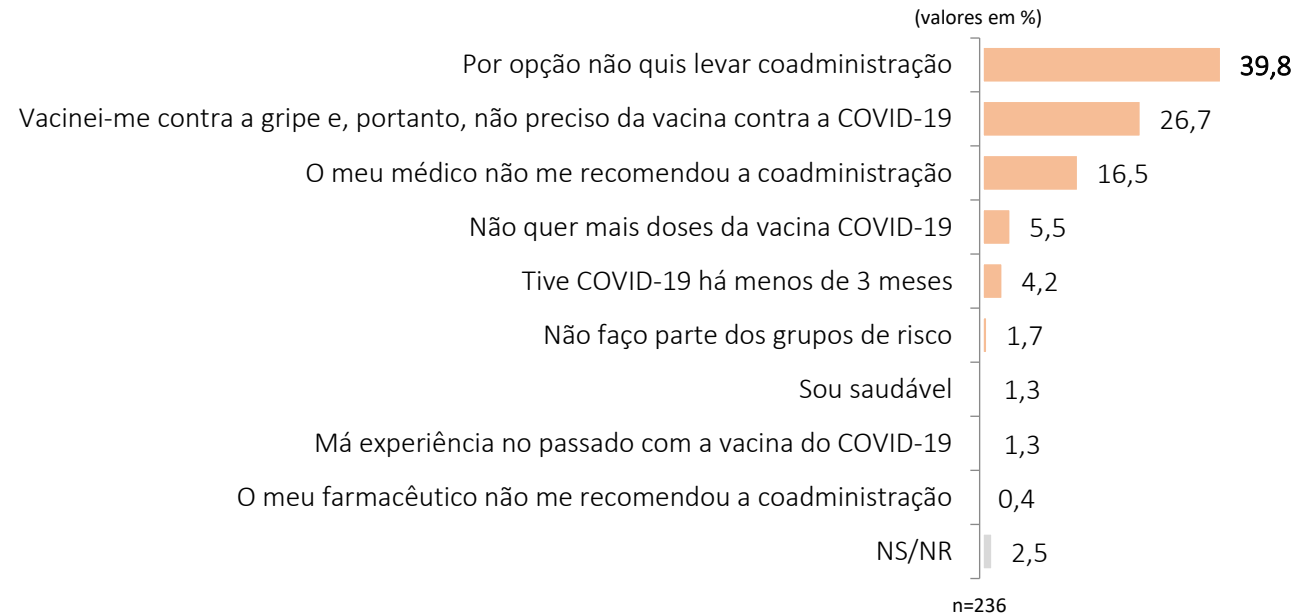 (valores em %)
Por opção não quis levar coadministração 39,8
Vacinei-me contra a gripe e, portanto, não preciso da vacina contra a COVID-19 26,7
O meu médico não me recomendou a coadministração 16,5
Não quer mais doses da vacina COVID-19 5,5
Tive COVID-19 há menos de 3 meses 4,2
Não faço parte dos grupos de risco 1,7
Sou saudável 1,3
Má experiência no passado com a vacina do COVID-19 1,3
O meu farmacêutico não me recomendou a coadministração 0,4
NS/NR 2,5
n=236